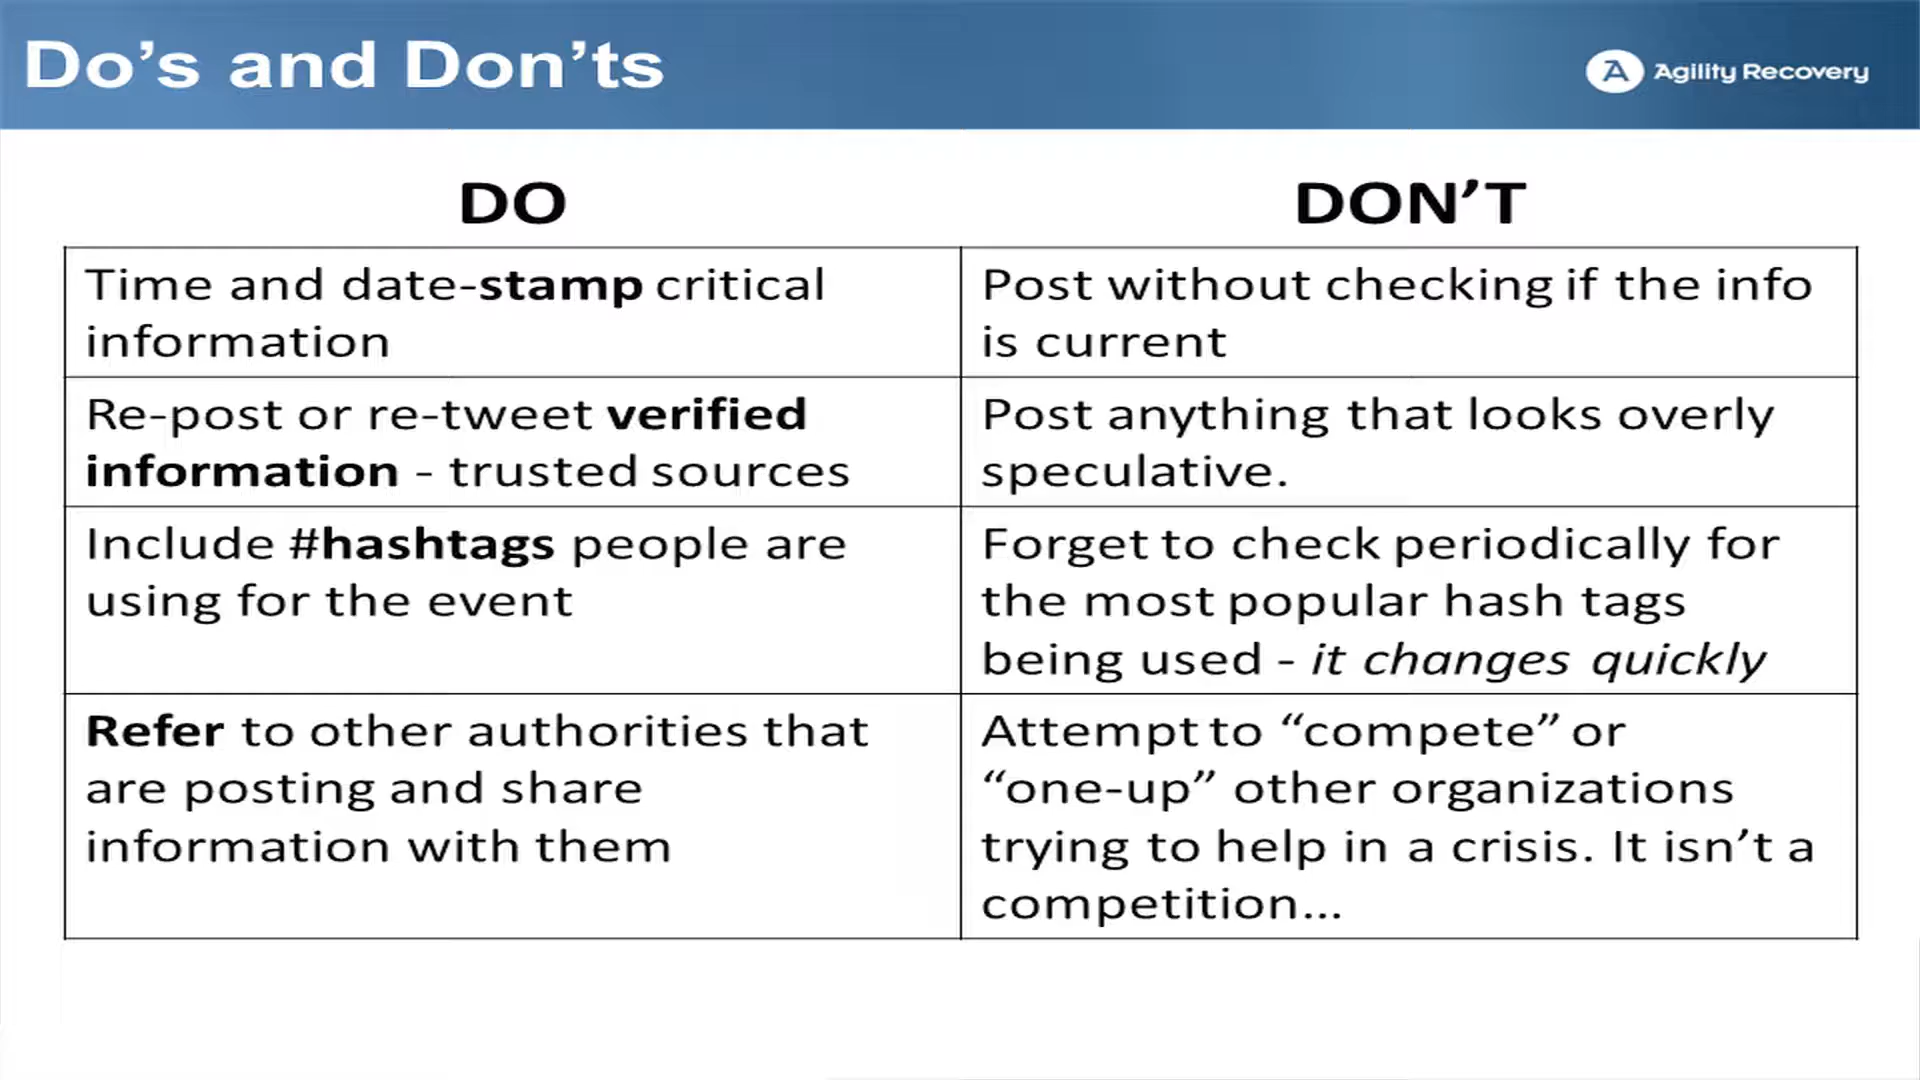 Do’s and Don’ts
A Agility Recovery
DO
DON’T
Time and date-stamp critical
information
Post without checking if the info
is current
Re-post or re-tweet verified
information - trusted sources
Post anything that looks overly
speculative.
Include #hashtags people are
using for the event
Forget to check periodically for
the most popular hash tags
being used - it changes quickly
Refer to other authorities that
are posting and share
information with them
Attempt to “compete” or
“one-up” other organizations
trying to help in a crisis. It isn’t a
competition...